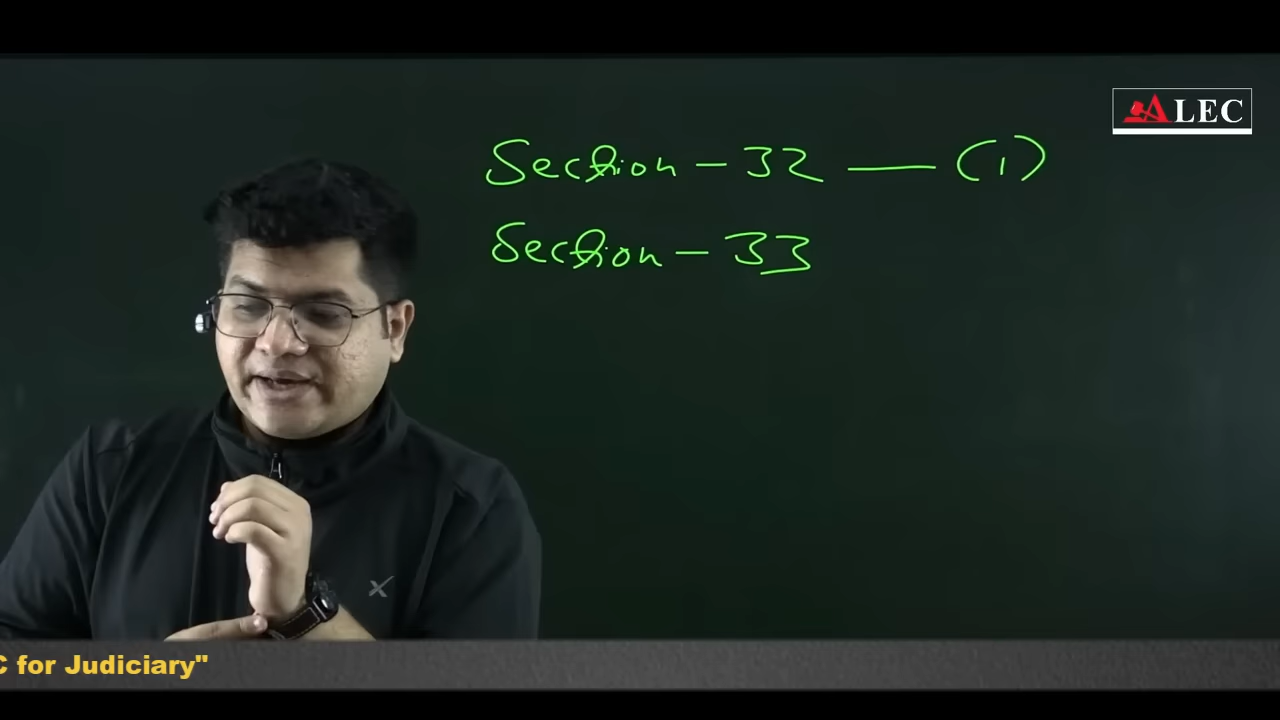 ALEC
Section - 32 — (1)
Section - 33
C for Judiciary"